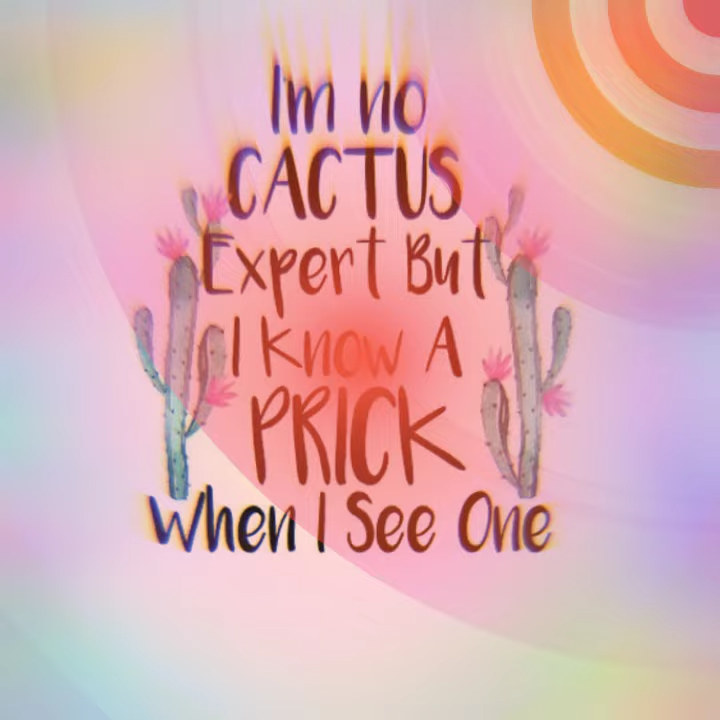 I'm no
CACTUS
Expert But
I Know A
PRICK
When I See One